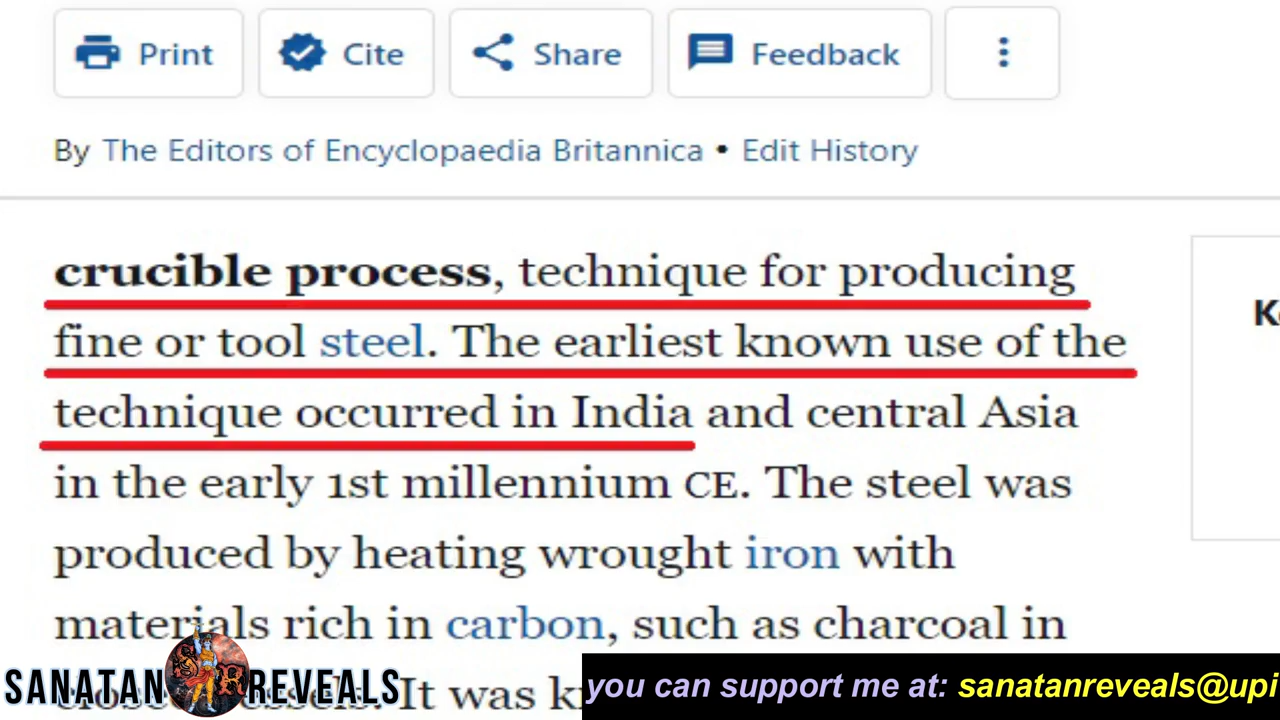 Print Cite Share Feedback
By The Editors of Encyclopaedia Britannica • Edit History
crucible process, technique for producing
fine or tool steel. The earliest known use of the
technique occurred in India and central Asia
in the early 1st millennium CE. The steel was
produced by heating wrought iron with
materials rich in carbon, such as charcoal in
It was
SANATAN REVEALS
you can support me at: sanatanreveals@upi